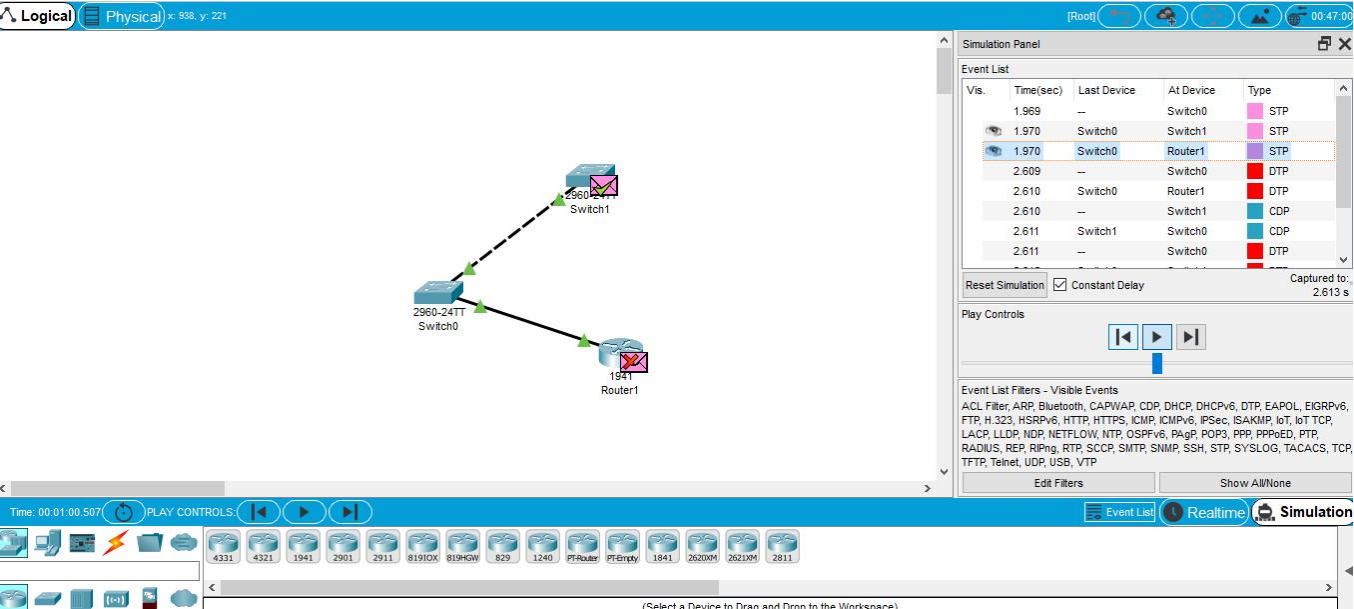 Logical Physical x: 938, y: 221 [Root] 00:47:00
Simulation Panel
Event List
Vis. Time(sec) Last Device At Device Type
1.969 -- Switch0 STP
1.970 Switch0 Switch1 STP
1.970 Switch0 Router1 STP
2.609 -- Switch0 DTP
2.610 Switch0 Router1 DTP
2.610 -- Switch1 CDP
2.611 Switch1 Switch0 CDP
2.611 -- Switch0 DTP
Reset Simulation Constant Delay Captured to:
2.613 s
Play Controls
Event List Filters - Visible Events
ACL Filter, ARP, Bluetooth, CAPWAP, CDP, DHCP, DHCPv6, DTP, EAPOL, EIGRPv6,
FTP, H.323, HSRPv6, HTTP, HTTPS, ICMP, ICMPv6, IPSec, ISAKMP, IoT, IoT TCP,
LACP, LLDP, NDP, NETFLOW, NTP, OSPFv6, PAgP, POP3, PPP, PPPoED, PTP,
RADIUS, REP, RIPng, RTP, SCCP, SMTP, SNMP, SSH, STP, SYSLOG, TACACS, TCP,
TFTP, Telnet, UDP, USB, VTP
Edit Filters Show All/None
2960-24TT
Switch1
2960-24TT
Switch0
1941
Router1
Time: 00:01:00.507 PLAY CONTROLS: Event List Realtime Simulation
4331 4321 1941 2901 2911 819IOX 819HGW 829 1240 PT-Router PT-Empty 1841 2620XM 2621XM 2811
(Select a Device to Drag and Drop to the Workspace)